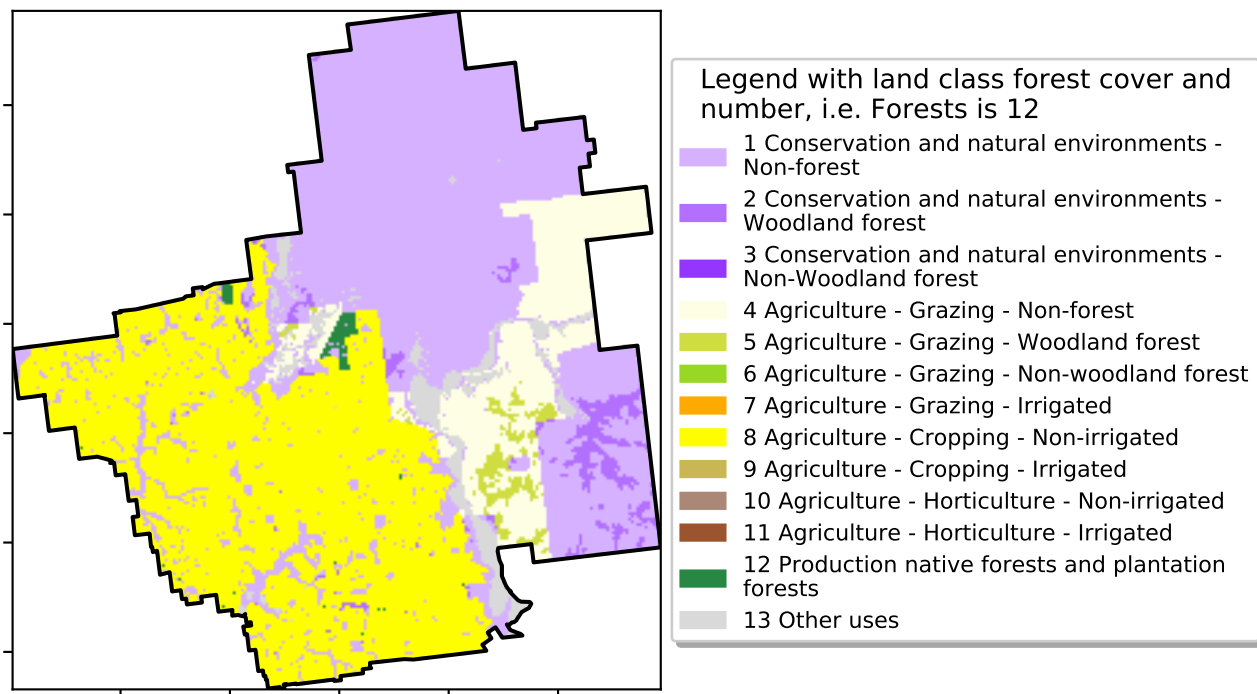 Legend with land class forest cover and
number, i.e. Forests is 12
1 Conservation and natural environments -
Non-forest
2 Conservation and natural environments -
Woodland forest
3 Conservation and natural environments -
Non-Woodland forest
4 Agriculture - Grazing - Non-forest
5 Agriculture - Grazing - Woodland forest
6 Agriculture - Grazing - Non-woodland forest
7 Agriculture - Grazing - Irrigated
8 Agriculture - Cropping - Non-irrigated
9 Agriculture - Cropping - Irrigated
10 Agriculture - Horticulture - Non-irrigated
11 Agriculture - Horticulture - Irrigated
12 Production native forests and plantation
forests
13 Other uses